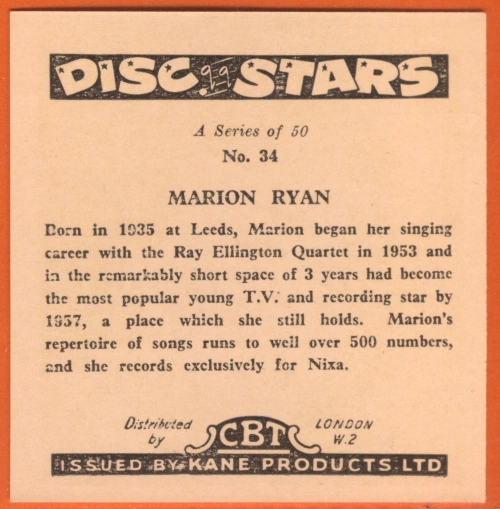 DISC STARS
A Series of 50
No. 34
MARION RYAN
Born in 1935 at Leeds, Marion began her singing
career with the Ray Ellington Quartet in 1953 and
in the remarkably short space of 3 years had become
the most popular young T.V. and recording star by
1957, a place which she still holds. Marion's
repertoire of songs runs to well over 500 numbers,
and she records exclusively for Nixa.
Distributed by
CBT
LONDON W.2
ISSUED BY KANE PRODUCTS LTD